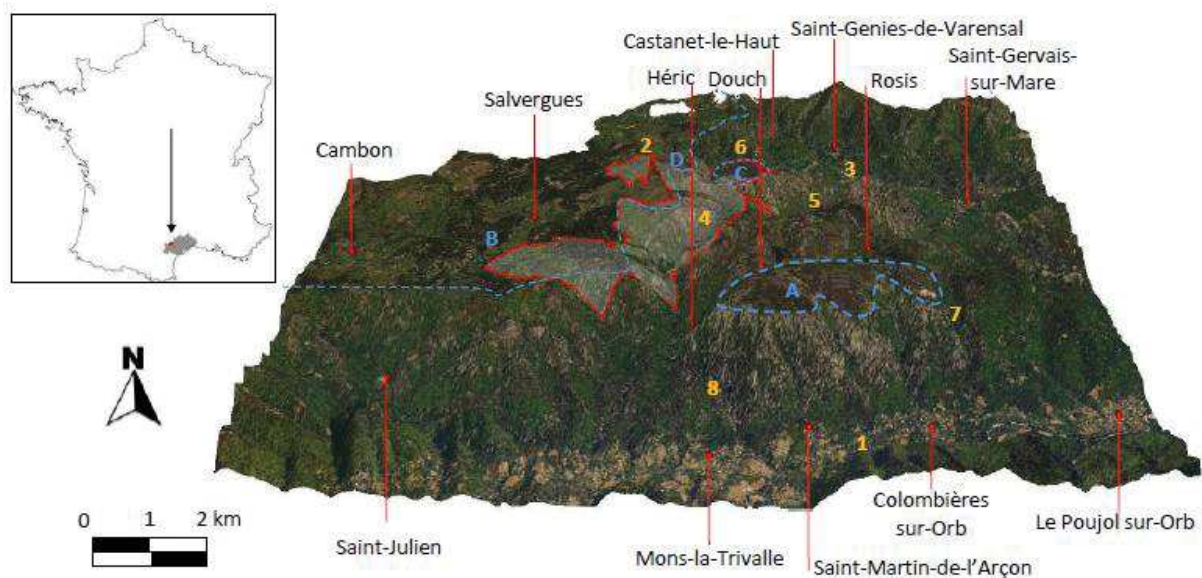 Saint-Genies-de-Varensal
Castanet-le-Haut
Saint-Gervais-
sur-Mare
Héric
Douch
Rosis
Salvergues
Cambon
2
D
6
C
3
5
4
B
A
7
N
8
1
0 1 2 km
Saint-Julien
Mons-la-Trivalle
Saint-Martin-de-l'Arçon
Colombières
sur-Orb
Le Poujol sur-Orb